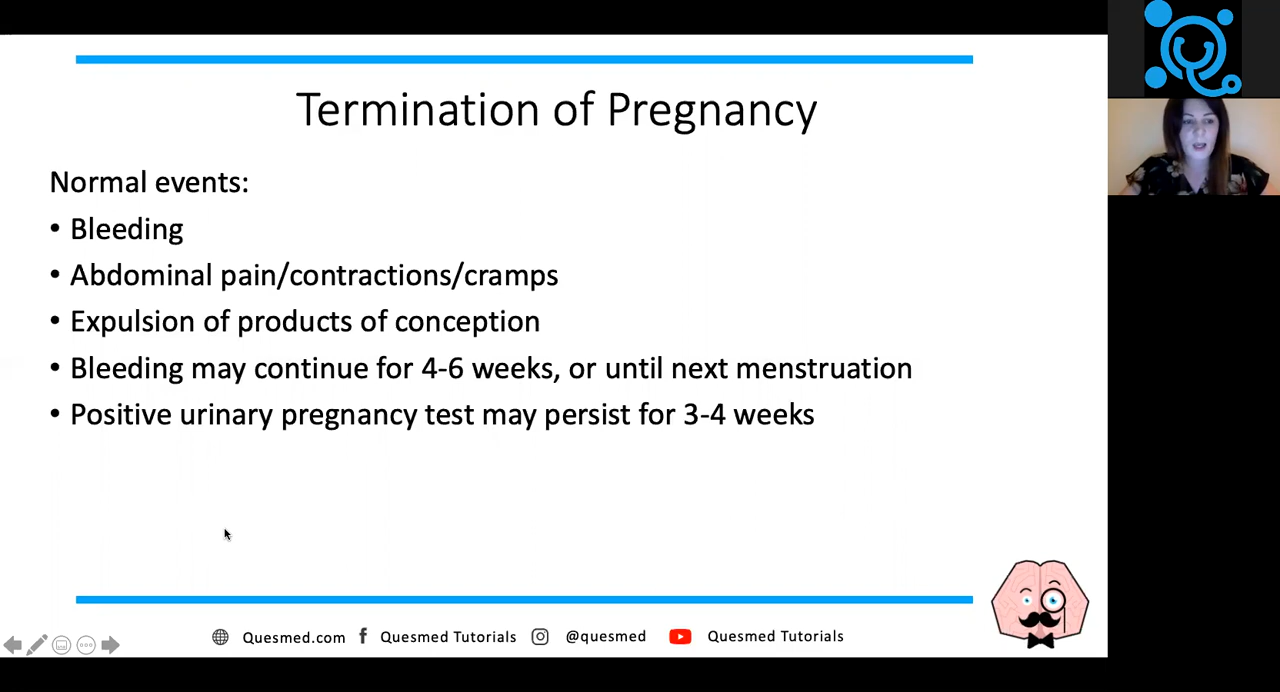 Termination of Pregnancy
Normal events:
• Bleeding
• Abdominal pain/contractions/cramps
• Expulsion of products of conception
• Bleeding may continue for 4-6 weeks, or until next menstruation
• Positive urinary pregnancy test may persist for 3-4 weeks
Quesmed.com f Quesmed Tutorials @quesmed Quesmed Tutorials